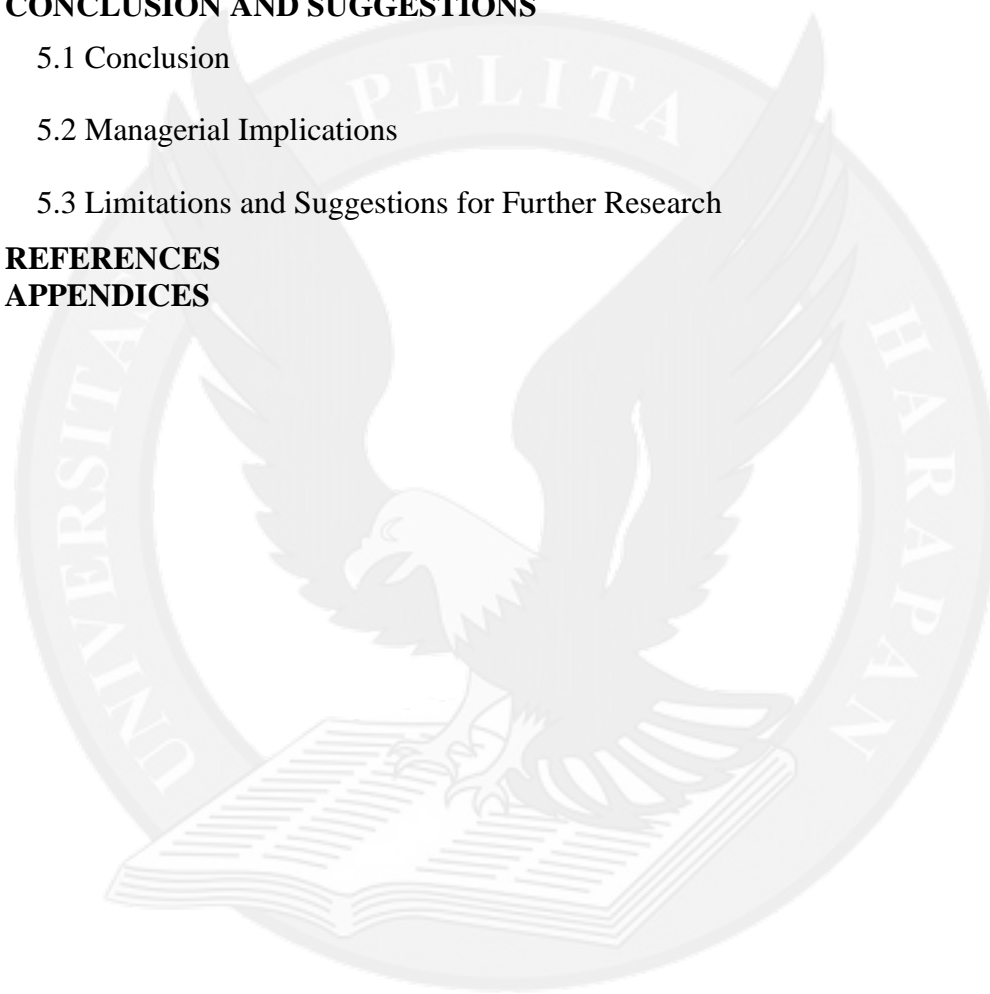 CONCLUSION AND SUGGESTIONS
5.1 Conclusion
5.2 Managerial Implications
5.3 Limitations and Suggestions for Further Research
REFERENCES
APPENDICES
UNIVERSITAS PELITA HARAPAN